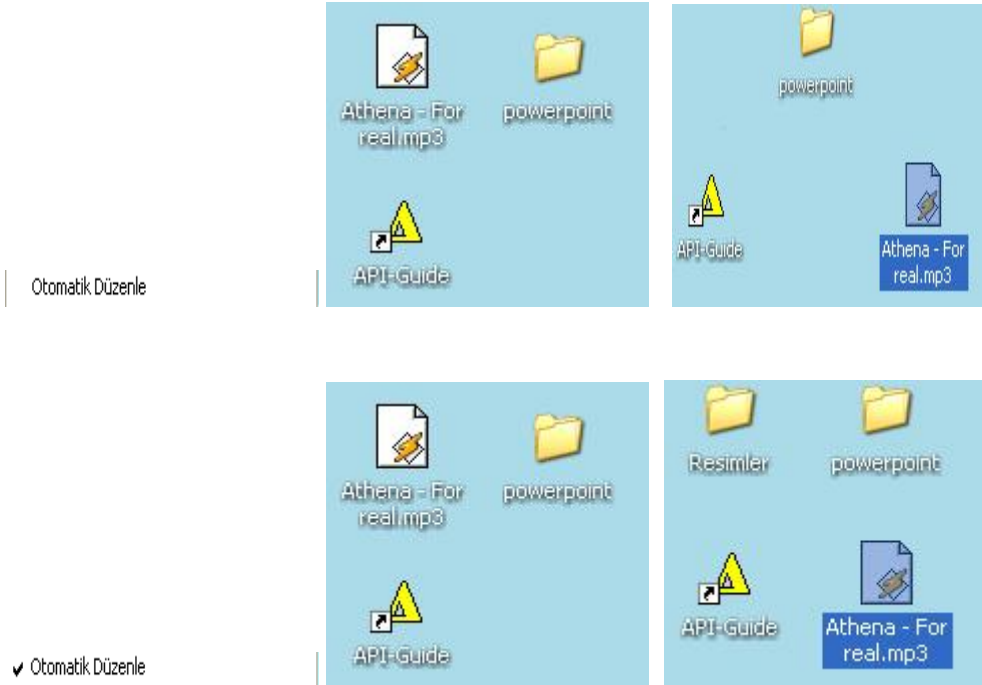 Athena - For
real.mp3
powerpoint
API-Guide
powerpoint
API-Guide
Athena - For
real.mp3
Otomatik Düzenle
Athena - For
real.mp3
powerpoint
API-Guide
Resimler
powerpoint
API-Guide
Athena - For
real.mp3
Otomatik Düzenle